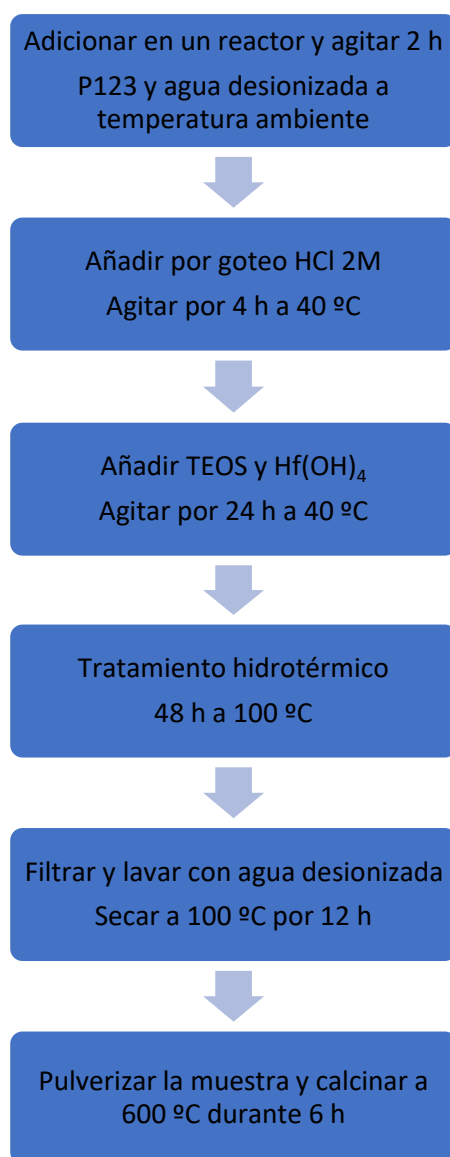 Adicionar en un reactor y agitar 2 h
P123 y agua desionizada a
temperatura ambiente
Añadir por goteo HCl 2M
Agitar por 4 h a 40 ºC
Añadir TEOS y Hf(OH)₄
Agitar por 24 h a 40 ºC
Tratamiento hidrotérmico
48 h a 100 ºC
Filtrar y lavar con agua desionizada
Secar a 100 ºC por 12 h
Pulverizar la muestra y calcinar a
600 ºC durante 6 h